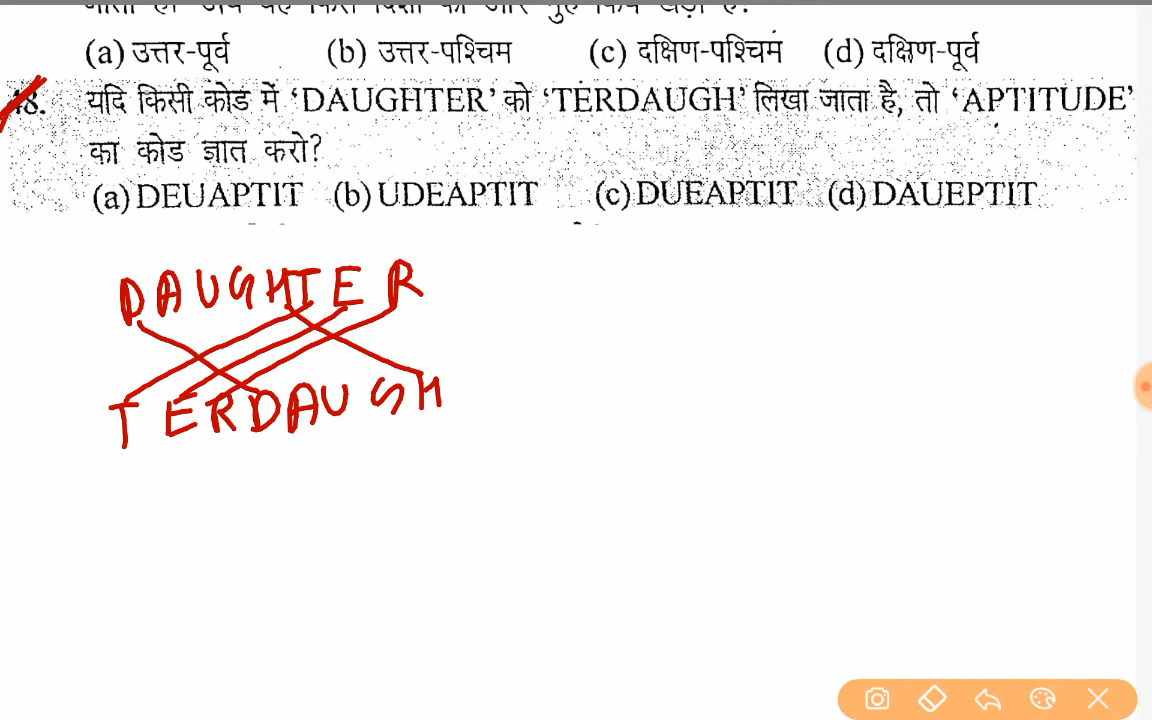 (a) उत्तर-पूर्व (b) उत्तर-पश्चिम (c) दक्षिण-पश्चिम (d) दक्षिण-पूर्व
48. यदि किसी कोड में ‘DAUGHTER’ को ‘TERDAUGH’ लिखा जाता है, तो ‘APTITUDE’
का कोड ज्ञात करो?
(a) DEUAPTIT (b) UDEAPTIT (c) DUEAPTIT (d) DAUEPTIT
DAUGHTER
TERDAUGH